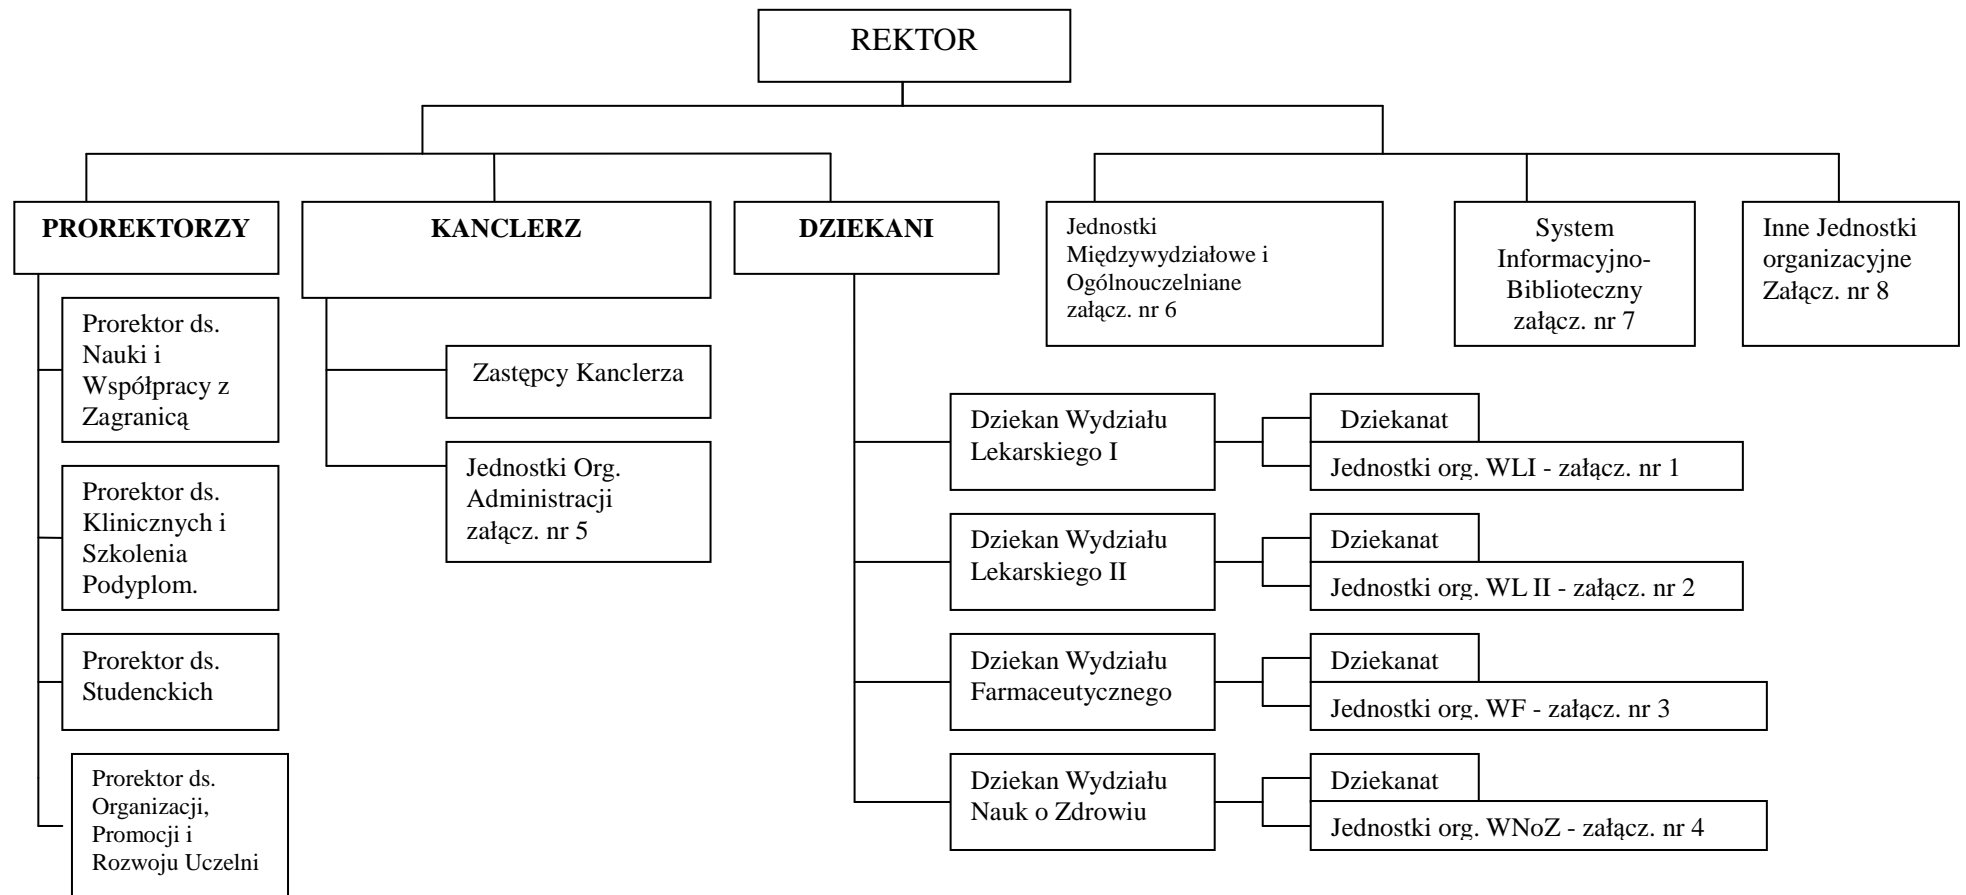 REKTOR
PROREKTORZY
KANCLERZ
DZIEKANI
Jednostki
Międzywydziałowe i
Ogólnouczelniane
załącz. nr 6
System
Informacyjno-
Biblioteczny
załącz. nr 7
Inne Jednostki
organizacyjne
Załącz. nr 8
Prorektor ds.
Nauki i
Współpracy z
Zagranicą
Prorektor ds.
Klinicznych i
Szkolenia
Podyplom.
Prorektor ds.
Studenckich
Prorektor ds.
Organizacji,
Promocji i
Rozwoju Uczelni
Zastępcy Kanclerza
Jednostki Org.
Administracji
załącz. nr 5
Dziekan Wydziału
Lekarskiego I
Dziekanat
Jednostki org. WLI - załącz. nr 1
Dziekan Wydziału
Lekarskiego II
Dziekanat
Jednostki org. WL II - załącz. nr 2
Dziekan Wydziału
Farmaceutycznego
Dziekanat
Jednostki org. WF - załącz. nr 3
Dziekan Wydziału
Nauk o Zdrowiu
Dziekanat
Jednostki org. WNoZ - załącz. nr 4